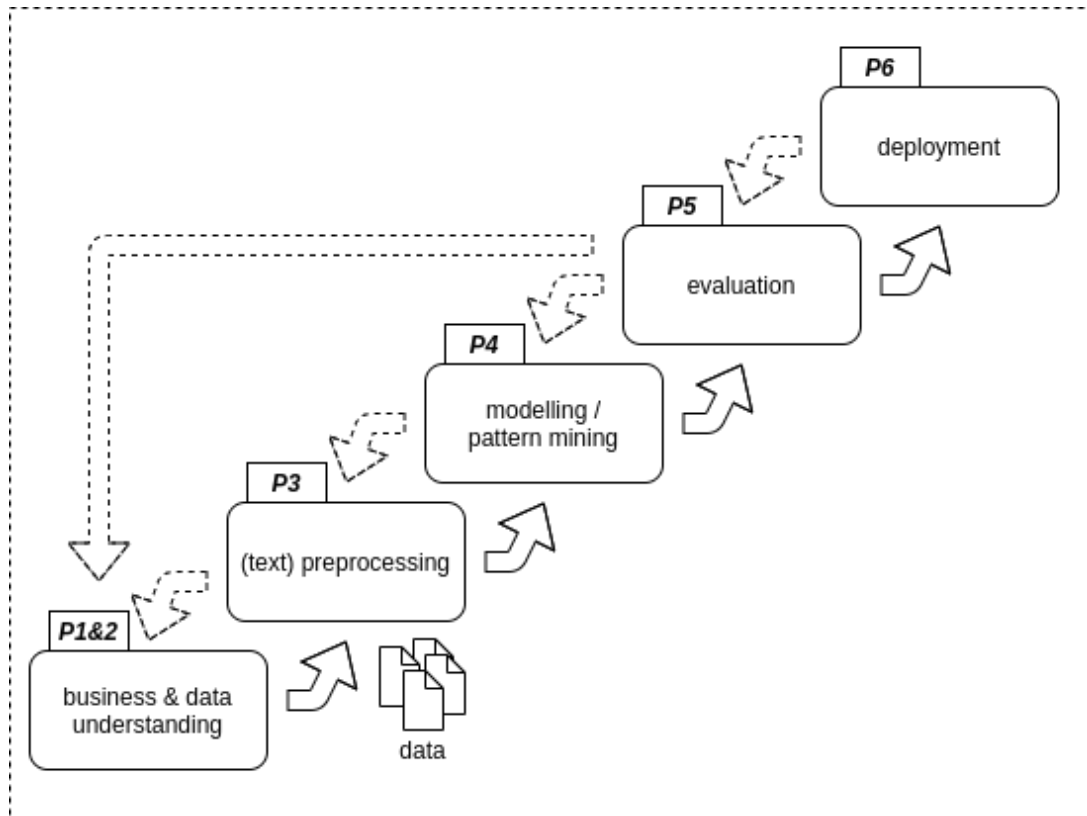 P6
deployment
P5
evaluation
P4
modelling /
pattern mining
P3
(text) preprocessing
P1&2
business & data
understanding
data